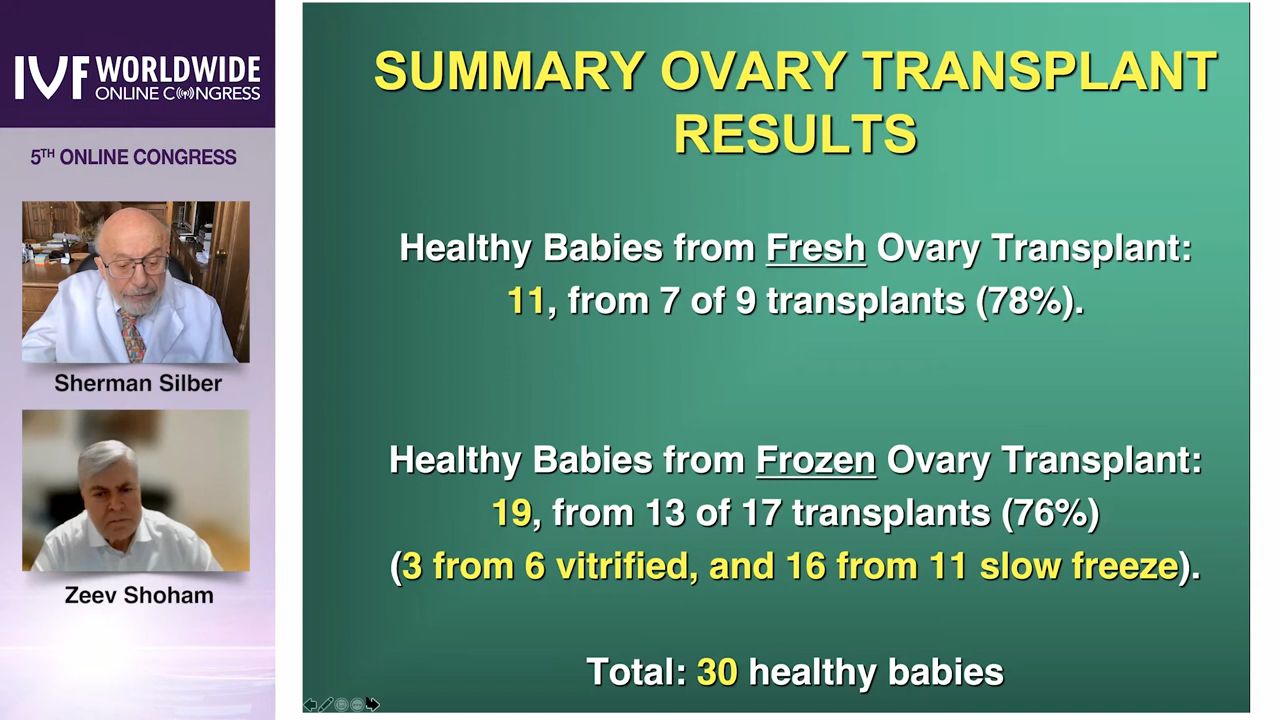 IVF WORLDWIDE
ONLINE CONGRESS
5TH ONLINE CONGRESS
Sherman Silber
Zeev Shoham
SUMMARY OVARY TRANSPLANT
RESULTS
Healthy Babies from Fresh Ovary Transplant:
11, from 7 of 9 transplants (78%).
Healthy Babies from Frozen Ovary Transplant:
19, from 13 of 17 transplants (76%)
(3 from 6 vitrified, and 16 from 11 slow freeze).
Total: 30 healthy babies